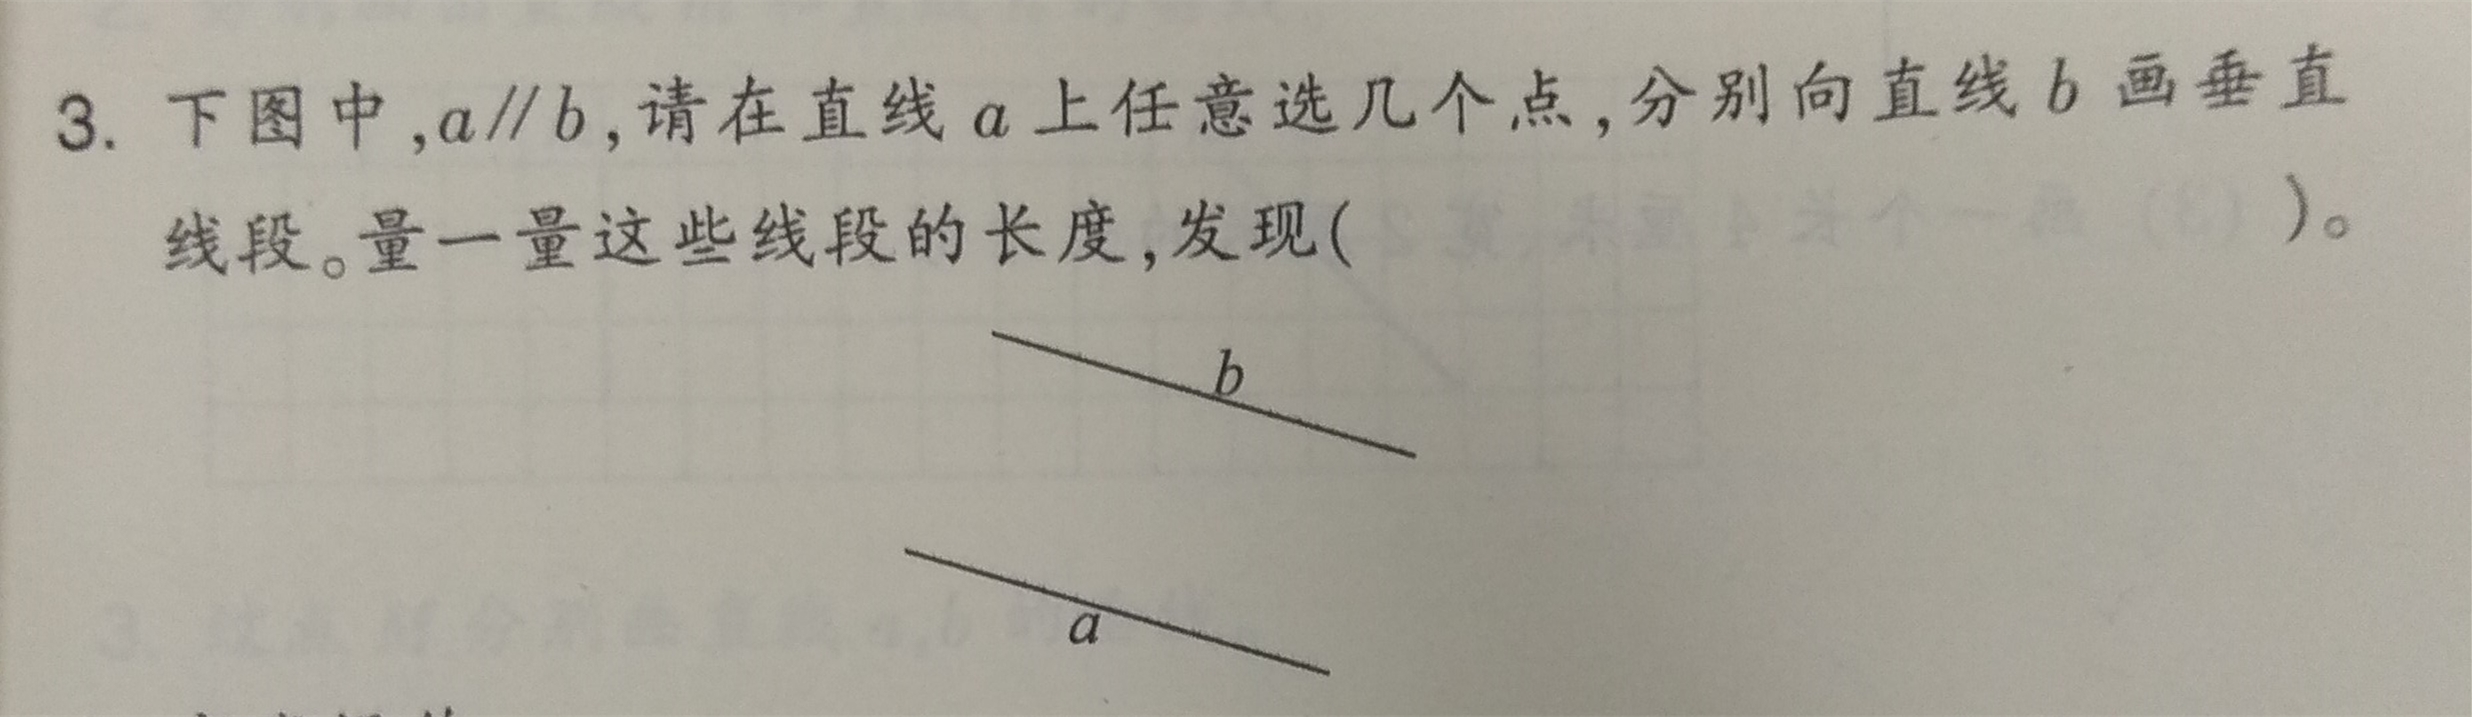 3. 下图中,a∥b,请在直线 a 上任意选几个点,分别向直线 b 画垂直
线段。量一量这些线段的长度,发现(                    )。
b
a